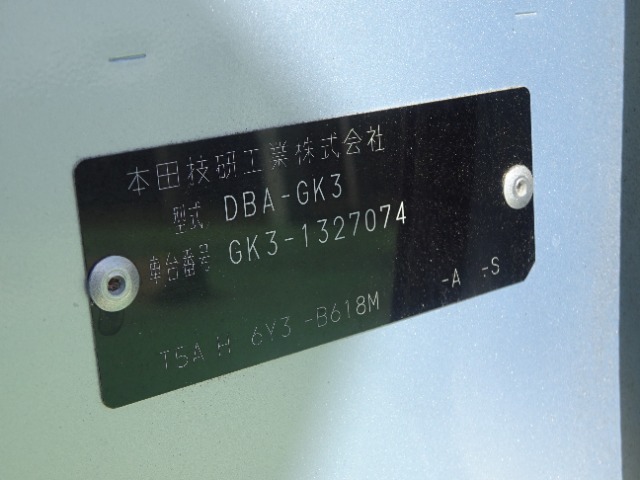 本田技研工業株式会社
型式 DBA-GK3
車台番号 GK3-1327074
T5A H 6Y3 -B618M -A -S